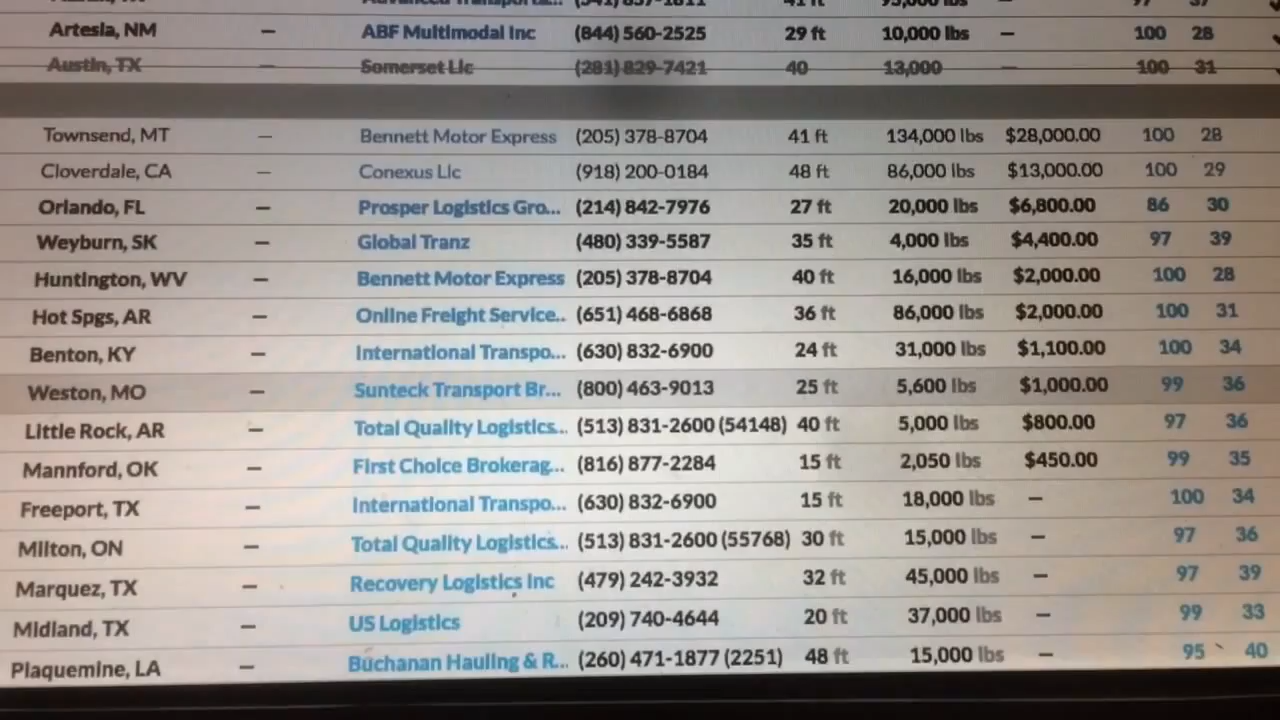 41 ft 95,000 lbs — 97 37
Artesia, NM — ABF Multimodal Inc (844) 560-2525 29 ft 10,000 lbs — 100 28
Austin, TX — Somerset Llc (281) 829-7421 40 13,000 — 100 31
Townsend, MT — Bennett Motor Express (205) 378-8704 41 ft 134,000 lbs $28,000.00 100 28
Cloverdale, CA — Conexus Llc (918) 200-0184 48 ft 86,000 lbs $13,000.00 100 29
Orlando, FL — Prosper Logistics Gro... (214) 842-7976 27 ft 20,000 lbs $6,800.00 86 30
Weyburn, SK — Global Tranz (480) 339-5587 35 ft 4,000 lbs $4,400.00 97 39
Huntington, WV — Bennett Motor Express (205) 378-8704 40 ft 16,000 lbs $2,000.00 100 28
Hot Spgs, AR — Online Freight Service.. (651) 468-6868 36 ft 86,000 lbs $2,000.00 100 31
Benton, KY — International Transpo... (630) 832-6900 24 ft 31,000 lbs $1,100.00 100 34
Weston, MO — Sunteck Transport Br... (800) 463-9013 25 ft 5,600 lbs $1,000.00 99 36
Little Rock, AR — Total Quality Logistics... (513) 831-2600 (54148) 40 ft 5,000 lbs $800.00 97 36
Mannford, OK — First Choice Brokerag... (816) 877-2284 15 ft 2,050 lbs $450.00 99 35
Freeport, TX — International Transpo... (630) 832-6900 15 ft 18,000 lbs — 100 34
Milton, ON — Total Quality Logistics... (513) 831-2600 (55768) 30 ft 15,000 lbs — 97 36
Marquez, TX — Recovery Logistics Inc (479) 242-3932 32 ft 45,000 lbs — 97 39
Midland, TX — US Logistics (209) 740-4644 20 ft 37,000 lbs — 99 33
Plaquemine, LA — Buchanan Hauling & R... (260) 471-1877 (2251) 48 ft 15,000 lbs — 95 40